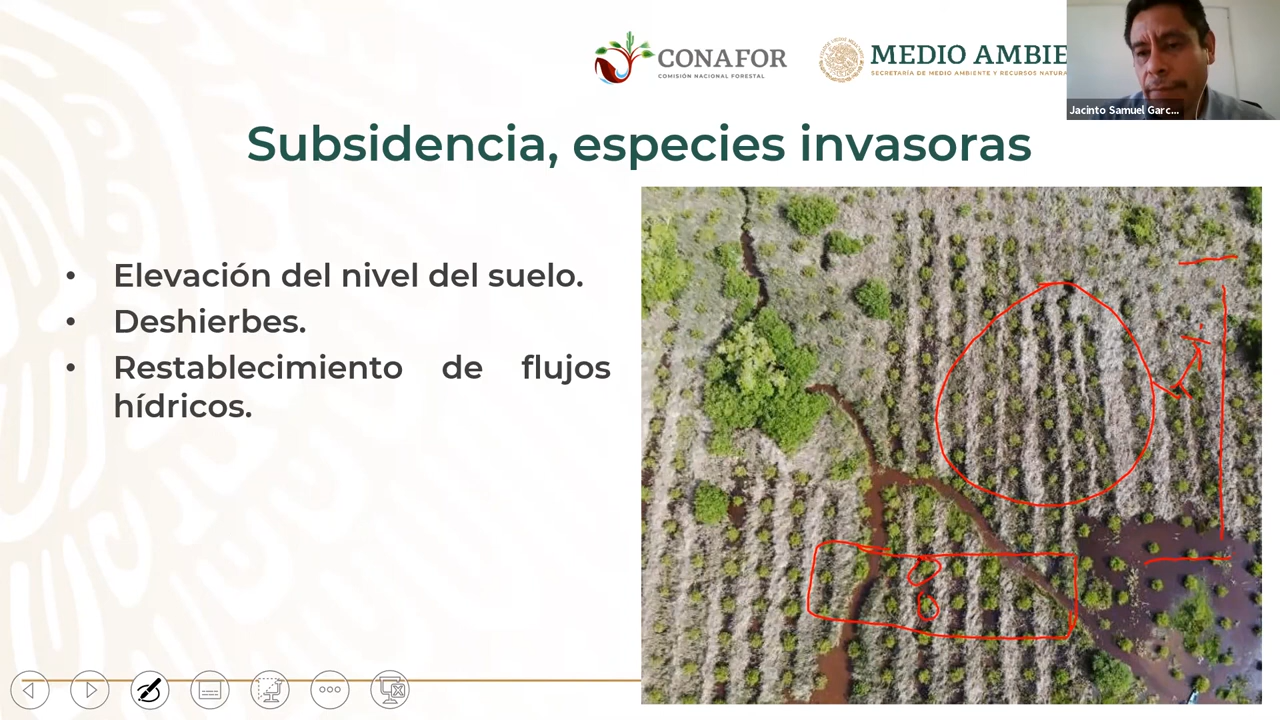 CONAFOR
COMISIÓN NACIONAL FORESTAL
MEDIO AMBIE
SECRETARÍA DE MEDIO AMBIENTE Y RECURSOS NATURA
Jacinto Samuel Garc...
Subsidencia, especies invasoras
• Elevación del nivel del suelo.
• Deshierbes.
• Restablecimiento de flujos
hídricos.